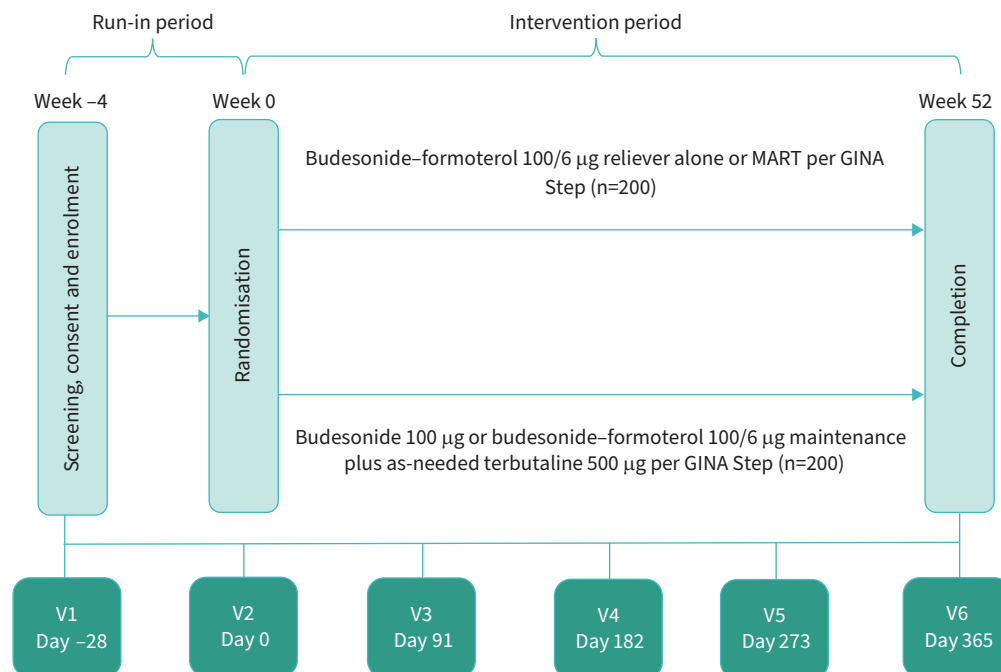 Run-in period
Intervention period
Week –4
Week 0
Week 52
Screening, consent and enrolment
Randomisation
Budesonide–formoterol 100/6 μg reliever alone or MART per GINA
Step (n=200)
Budesonide 100 μg or budesonide–formoterol 100/6 μg maintenance
plus as-needed terbutaline 500 μg per GINA Step (n=200)
Completion
V1
Day –28
V2
Day 0
V3
Day 91
V4
Day 182
V5
Day 273
V6
Day 365